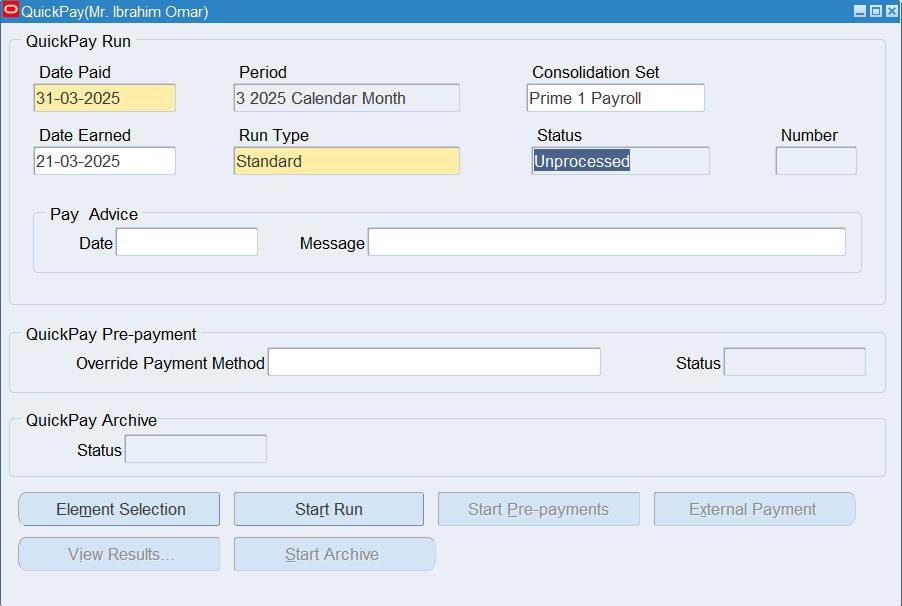 QuickPay(Mr. Ibrahim Omar)
QuickPay Run
Date Paid Period Consolidation Set
31-03-2025 3 2025 Calendar Month Prime 1 Payroll
Date Earned Run Type Status Number
21-03-2025 Standard Unprocessed
Pay Advice
Date Message
QuickPay Pre-payment
Override Payment Method Status
QuickPay Archive
Status
Element Selection Start Run Start Pre-payments External Payment
View Results... Start Archive